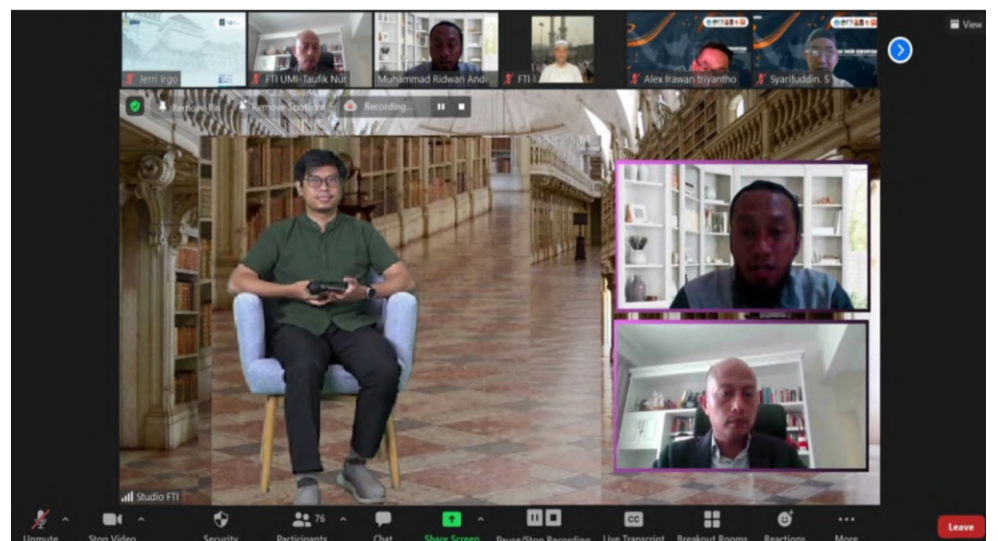 View
Jerri Irgo
FTI UMI-Taufik Nur
Muhammad Ridwan Andi
FTI
Alex Irawan triyantho
Syarifuddin. S
Remove Pin
Remove Spotlight
Recording...
Studio FTI
Unmute
Stop Video
Security
76
Participants
Chat
Share Screen
Pause/Stop Recording
CC
Live Transcript
Breakout Rooms
Reactions
More
Leave